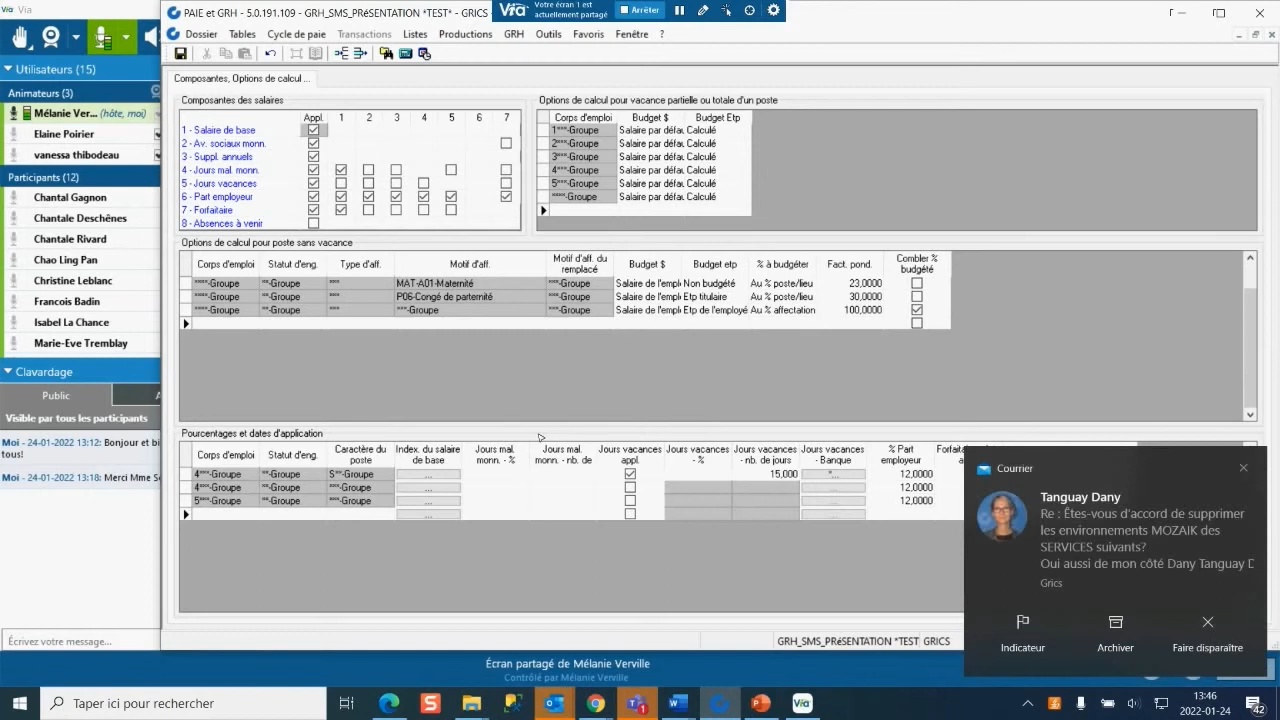 Via
PAIE et GRH - 5.0.191.109 - GRH_SMS_PRéSENTATION *TEST* - GRICS
Via Votre écran 1 est actuellement partagé Arrêter
Dossier Tables Cycle de paie Transactions Listes Productions GRH Outils Favoris Fenêtre ?
Utilisateurs (15)
Animateurs (3)
Mélanie Ver... (hôte, moi)
Elaine Poirier
vanessa thibodeau
Participants (12)
Chantal Gagnon
Chantale Deschênes
Chantale Rivard
Chao Ling Pan
Christine Leblanc
Francois Badin
Isabel La Chance
Marie-Eve Tremblay
Clavardage
Public
Visible par tous les participants
Moi - 24-01-2022 13:12: Bonjour et bi
tous!
Moi - 24-01-2022 13:18: Merci Mme S
Écrivez votre message...
Composantes, Options de calcul ...
Composantes des salaires
Appl. 1 2 3 4 5 6 7
1 - Salaire de base
2 - Av. sociaux monn.
3 - Suppl. annuels
4 - Jours mal. monn.
5 - Jours vacances
6 - Part employeur
7 - Forfaitaire
8 - Absences à venir
Options de calcul pour vacance partielle ou totale d'un poste
Corps d'emploi Budget $ Budget Etp
1***-Groupe Salaire par défau Calculé
2***-Groupe Salaire par défau Calculé
3***-Groupe Salaire par défau Calculé
4***-Groupe Salaire par défau Calculé
5***-Groupe Salaire par défau Calculé
****-Groupe Salaire par défau Calculé
Options de calcul pour poste sans vacance
Corps d'emploi Statut d'eng. Type d'aff. Motif d'aff. Motif d'aff. du remplacé Budget $ Budget etp % à budgéter Fact. pond. Combler % budgété
****-Groupe **-Groupe *** MAT-A01-Maternité ***-Groupe Salaire de l'empl Non budgété Au % poste/lieu 23,0000
****-Groupe **-Groupe *** P06-Congé de parternité ***-Groupe Salaire de l'empl Etp titulaire Au % poste/lieu 30,0000
****-Groupe **-Groupe *** ***-Groupe ***-Groupe Salaire de l'empl Etp de l'employé Au % affectation 100,0000
Pourcentages et dates d'application
Corps d'emploi Statut d'eng. Caractère du poste Index. du salaire de base Jours mal. monn. - % Jours mal. monn. - nb. de Jours vacances appl. Jours vacances - % Jours vacances - nb. de jours Jours vacances - Banque % Part employeur
4***-Groupe **-Groupe S**-Groupe ... 15,000 *... 12,0000
4***-Groupe **-Groupe ***-Groupe ... ... 12,0000
5***-Groupe **-Groupe ***-Groupe ... ... 12,0000
... ...
Courrier
Tanguay Dany
Re : Êtes-vous d'accord de supprimer
les environnements MOZAIK des
SERVICES suivants?
Oui aussi de mon côté Dany Tanguay D
Grics
Indicateur Archiver Faire disparaître
GRH_SMS_PRéSENTATION *TEST GRICS
Écran partagé de Mélanie Verville
Contrôlé par Mélanie Verville
Taper ici pour rechercher
13:46
2022-01-24
42